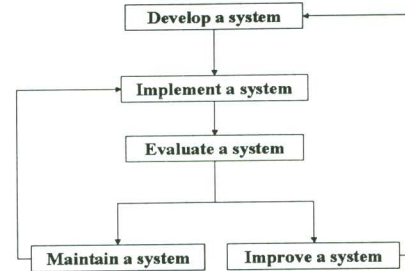 Develop a system
Implement a system
Evaluate a system
Maintain a system
Improve a system